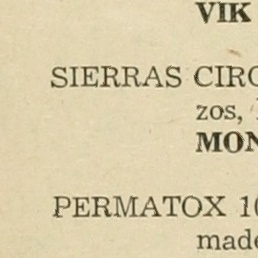 VIK
SIERRAS CIRC
zos,
MON
PERMATOX 10
made